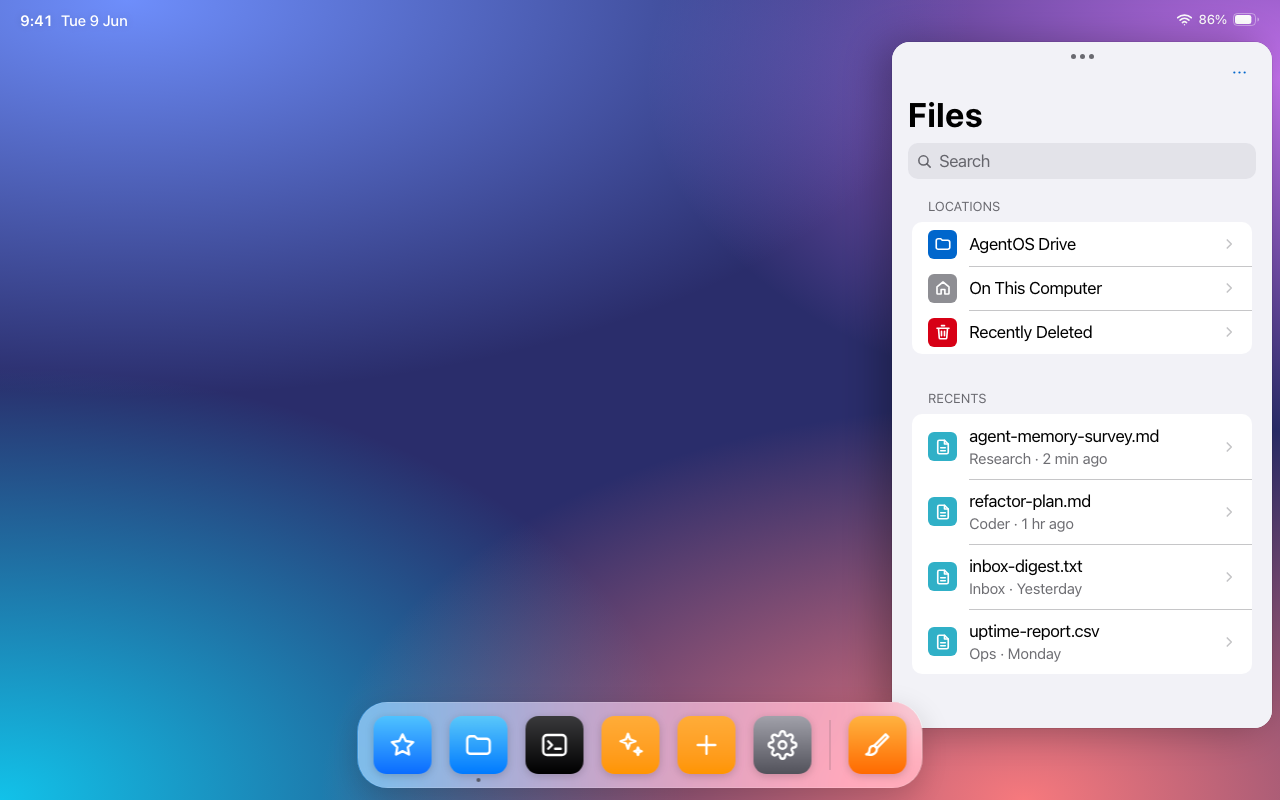 9:41 Tue 9 Jun
86%
Files
Search
LOCATIONS
AgentOS Drive
On This Computer
Recently Deleted
RECENTS
agent-memory-survey.md
Research · 2 min ago
refactor-plan.md
Coder · 1 hr ago
inbox-digest.txt
Inbox · Yesterday
uptime-report.csv
Ops · Monday